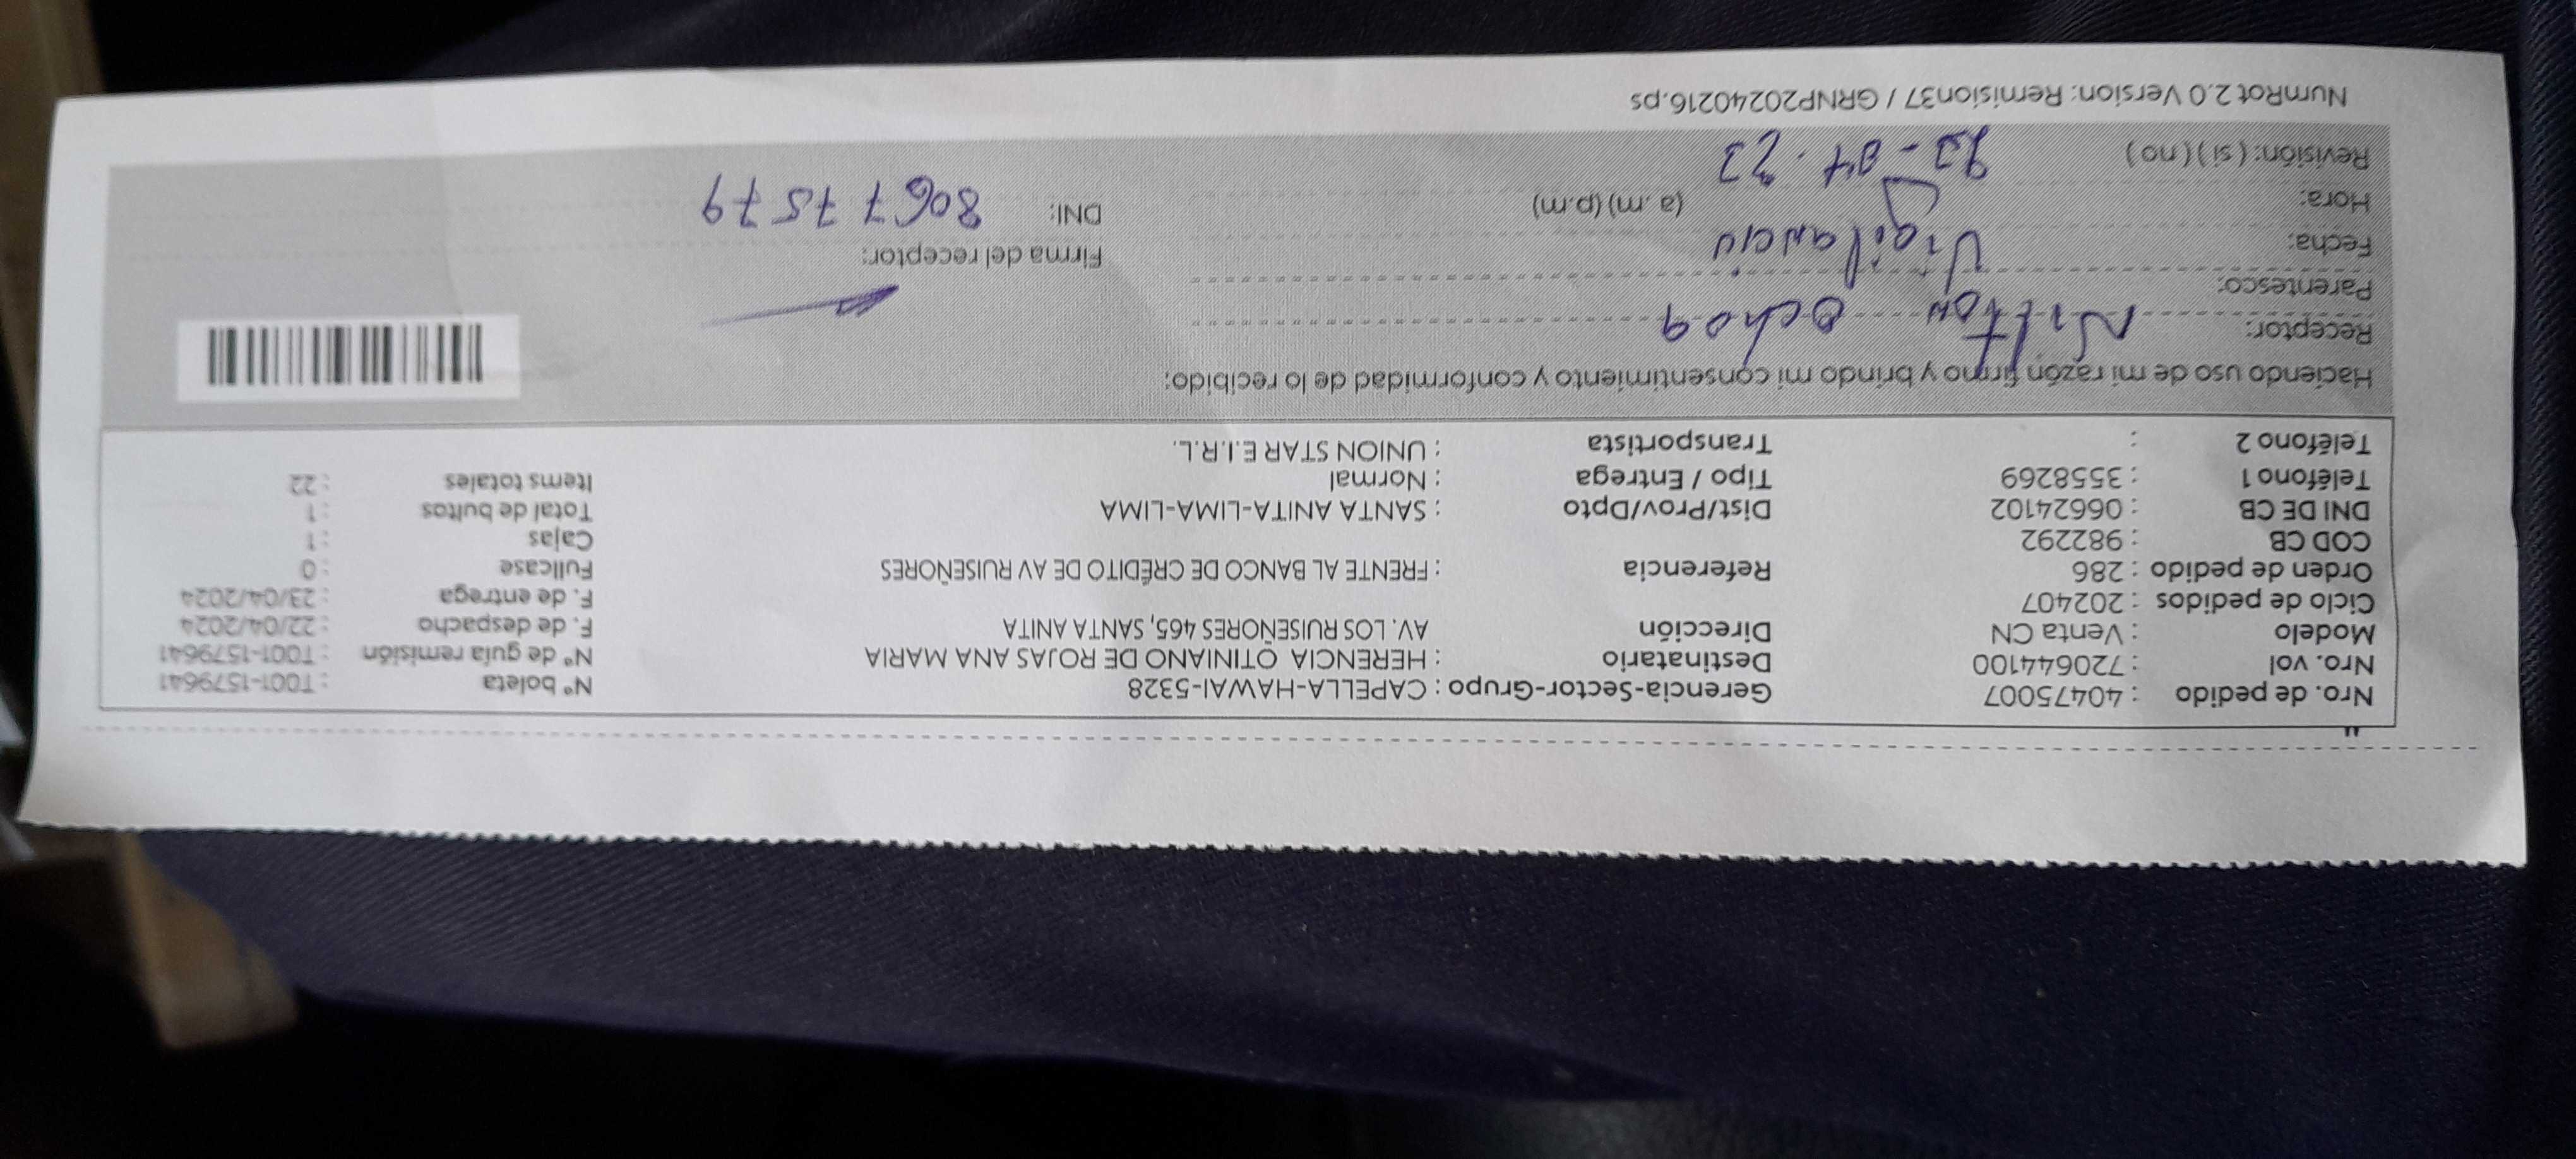 Nro. de pedido : 40475007 Gerencia-Sector-Grupo : CAPELLA-HAWAI-5328 Nº boleta : T001-1579641
Nro. vol : 720644100 Destinatario : HERENCIA OTINIANO DE ROJAS ANA MARIA Nº de guía remisión : T001-1579641
Modelo : Venta CN Dirección AV. LOS RUISEÑORES 465, SANTA ANITA F. de despacho : 22/04/2024
Ciclo de pedidos : 202407 F. de entrega : 23/04/2024
Orden de pedido : 286 Referencia : FRENTE AL BANCO DE CRÉDITO DE AV RUISEÑORES Fullcase : 0
COD CB : 982292 Cajas : 1
DNI DE CB : 06624102 Dist/Prov/Dpto : SANTA ANITA-LIMA-LIMA Total de bultos : 1
Teléfono 1 : 3558269 Tipo / Entrega : Normal Items totales : 22
Teléfono 2 : Transportista : UNION STAR E.I.R.L.
Haciendo uso de mi razón firmo y brindo mi consentimiento y conformidad de lo recibido:
Receptor: Nilton ochoa
Parentesco:
Fecha: Vigilancia Firma del receptor:
Hora: (a .m) (p.m) DNI: 80677579
Revisión: ( si ) ( no )
NumRot 2.0 Version: Remision37 / GRNP20240216.ps